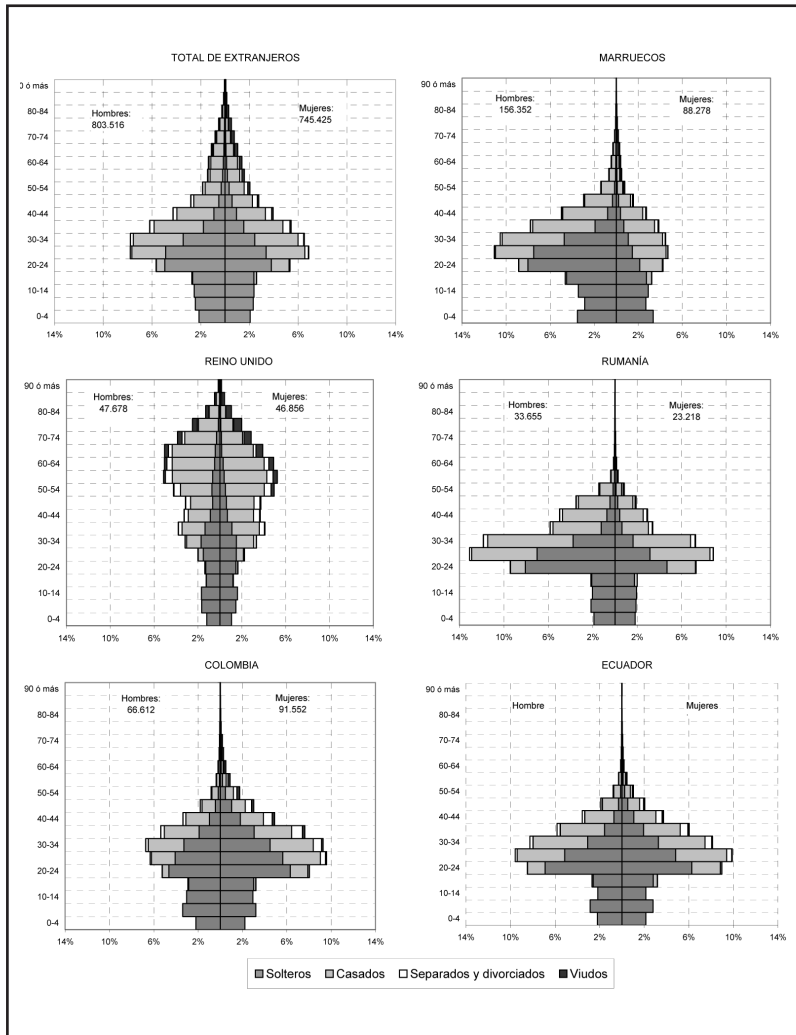 TOTAL DE EXTRANJEROS
0 ó más
80-84
70-74
60-64
50-54
40-44
30-34
20-24
10-14
0-4
Hombres:
803.516
Mujeres:
745.425
14% 10% 6% 2% 2% 6% 10% 14%
MARRUECOS
90 ó más
80-84
70-74
60-64
50-54
40-44
30-34
20-24
10-14
0-4
Hombres:
156.352
Mujeres:
88.278
14% 10% 6% 2% 2% 6% 10% 14%
REINO UNIDO
90 ó más
80-84
70-74
60-64
50-54
40-44
30-34
20-24
10-14
0-4
Hombres:
47.678
Mujeres:
46.856
14% 10% 6% 2% 2% 6% 10% 14%
RUMANÍA
90 ó más
80-84
70-74
60-64
50-54
40-44
30-34
20-24
10-14
0-4
Hombres:
33.655
Mujeres:
23.218
14% 10% 6% 2% 2% 6% 10% 14%
COLOMBIA
90 ó más
80-84
70-74
60-64
50-54
40-44
30-34
20-24
10-14
0-4
Hombres:
66.612
Mujeres:
91.552
14% 10% 6% 2% 2% 6% 10% 14%
ECUADOR
90 ó más
80-84
70-74
60-64
50-54
40-44
30-34
20-24
10-14
0-4
Hombre
Mujeres
14% 10% 6% 2% 2% 6% 10% 14%
Solteros Casados Separados y divorciados Viudos